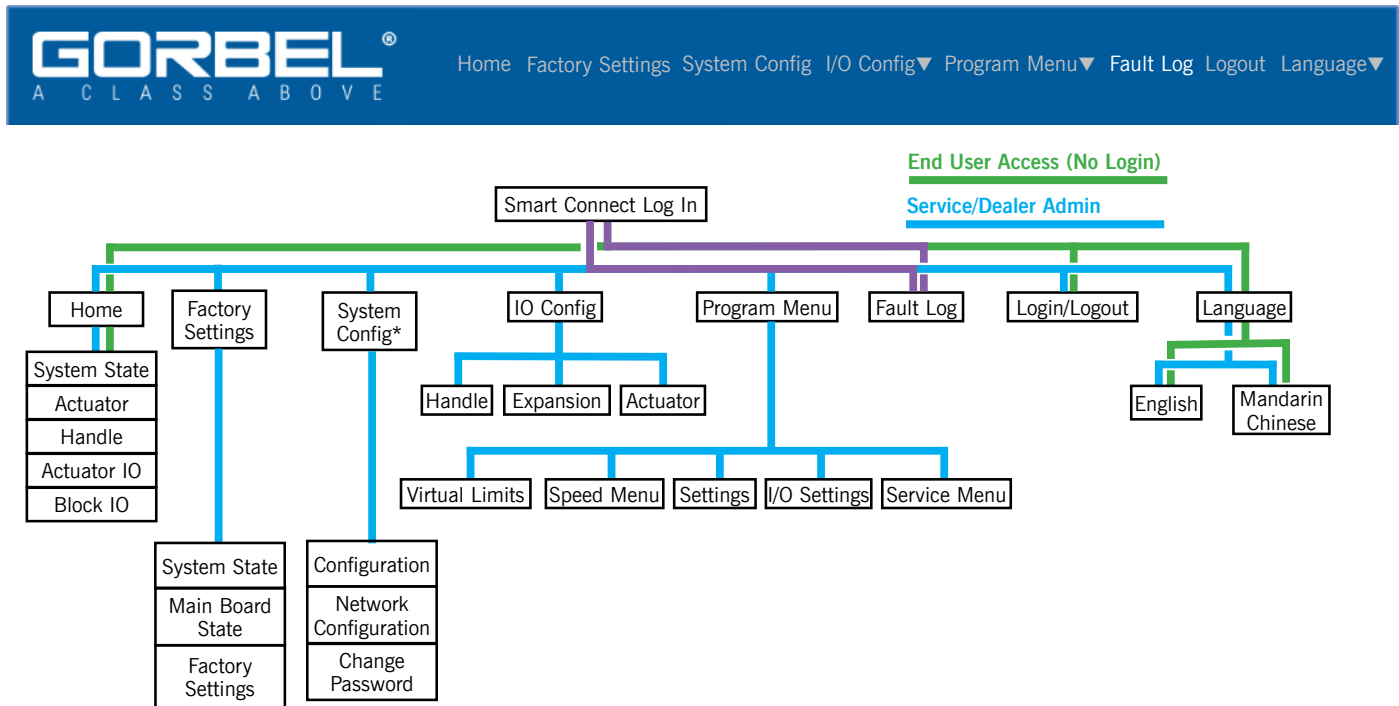 GORBEL®
A CLASS ABOVE
Home Factory Settings System Config I/O Config▼ Program Menu▼ Fault Log Logout Language▼
End User Access (No Login)
Service/Dealer Admin
Smart Connect Log In
Home
Factory
Settings
System
Config*
IO Config
Program Menu
Fault Log
Login/Logout
Language
System State
Actuator
Handle
Actuator IO
Block IO
Handle
Expansion
Actuator
English
Mandarin
Chinese
Virtual Limits
Speed Menu
Settings
I/O Settings
Service Menu
System State
Main Board
State
Factory
Settings
Configuration
Network
Configuration
Change
Password